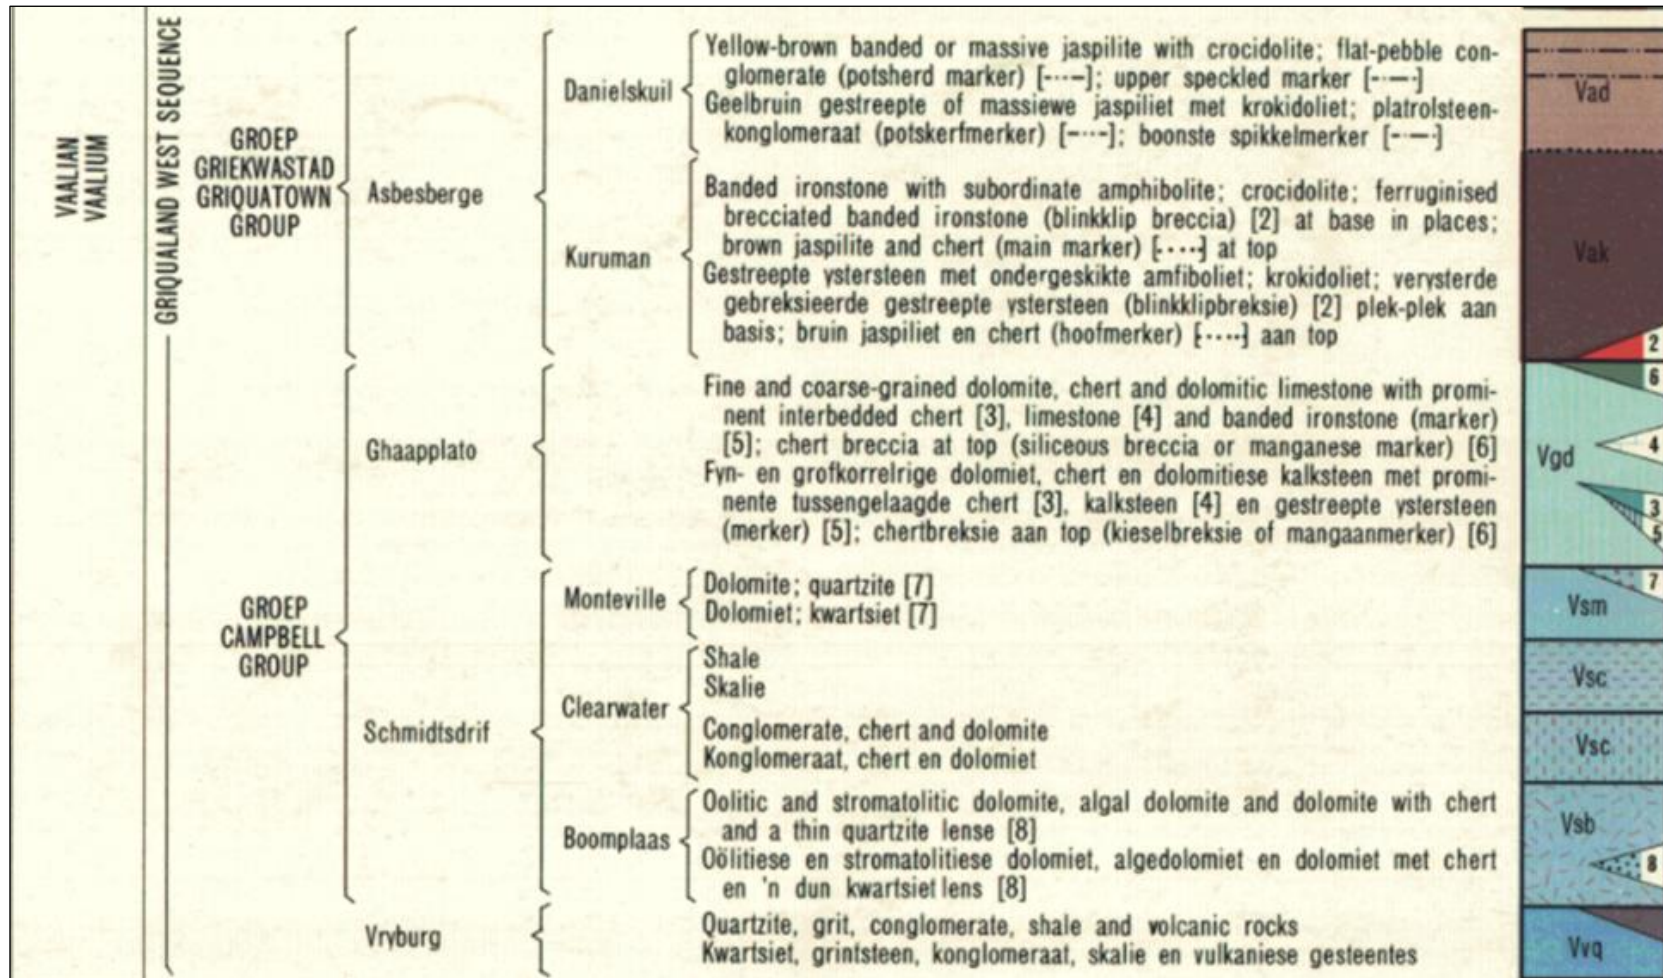 VAALIAN
VAALIUM
GRIQUALAND WEST SEQUENCE
GROEP
GRIEKWASTAD
GRIQUATOWN
GROUP
Asbesberge
Danielskuil
Yellow-brown banded or massive jaspilite with crocidolite; flat-pebble con-
glomerate (potsherd marker) [-···-]; upper speckled marker [-·-]
Geelbruin gestreepte of massiewe jaspiliet met krokidoliet; platrolsteen-
konglomeraat (potskerfmerker) [-···-]; boonste spikkelmerker [-·-]
Vad
Kuruman
Banded ironstone with subordinate amphibolite; crocidolite; ferruginised
brecciated banded ironstone (blinkklip breccia) [2] at base in places;
brown jaspilite and chert (main marker) [····] at top
Gestreepte ystersteen met ondergeskikte amfiboliet; krokidoliet; verysterde
gebreksieerde gestreepte ystersteen (blinkklipbreksie) [2] plek-plek aan
basis; bruin jaspiliet en chert (hoofmerker) [····] aan top
Vak
2
GROEP
CAMPBELL
GROUP
Ghaapplato
Fine and coarse-grained dolomite, chert and dolomitic limestone with promi-
nent interbedded chert [3], limestone [4] and banded ironstone (marker)
[5]; chert breccia at top (siliceous breccia or manganese marker) [6]
Fyn- en grofkorrelrige dolomiet, chert en dolomitiese kalksteen met promi-
nente tussengelaagde chert [3], kalksteen [4] en gestreepte ystersteen
(merker) [5]; chertbreksie aan top (kieselbreksie of mangaanmerker) [6]
6
4
Vgd
3
5
Schmidtsdrif
Monteville
Dolomite; quartzite [7]
Dolomiet; kwartsiet [7]
7
Vsm
Clearwater
Shale
Skalie
Vsc
Conglomerate, chert and dolomite
Konglomeraat, chert en dolomiet
Vsc
Boomplaas
Oolitic and stromatolitic dolomite, algal dolomite and dolomite with chert
and a thin quartzite lense [8]
Oölitiese en stromatolitiese dolomiet, algedolomiet en dolomiet met chert
en 'n dun kwartsiet lens [8]
Vsb
8
Vryburg
Quartzite, grit, conglomerate, shale and volcanic rocks
Kwartsiet, grintsteen, konglomeraat, skalie en vulkaniese gesteentes
Vvq